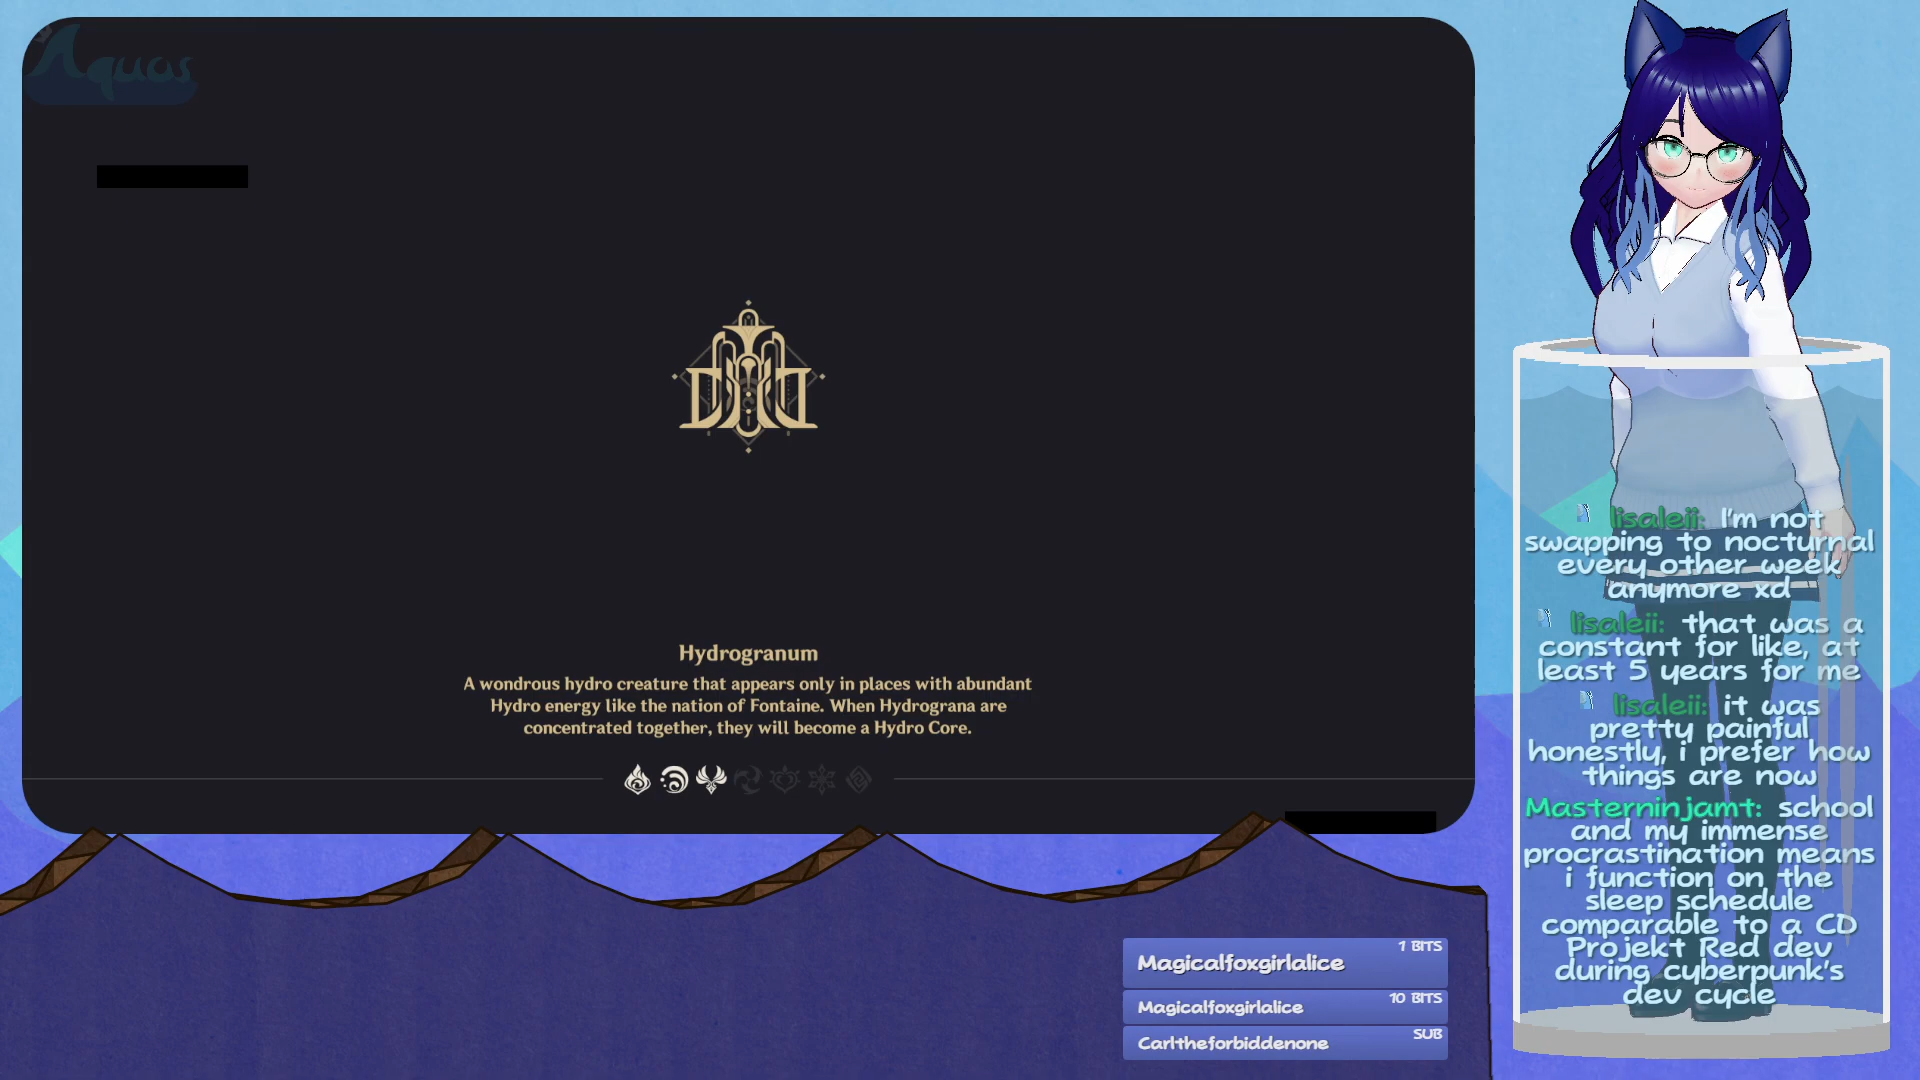 Aquas
Hydrogranum
A wondrous hydro creature that appears only in places with abundant
Hydro energy like the nation of Fontaine. When Hydrograna are
concentrated together, they will become a Hydro Core.
lisaleii: I'm not
swapping to nocturnal
every other week
anymore xd
lisaleii: that was a
constant for like, at
least 5 years for me
lisaleii: it was
pretty painful
honestly, i prefer how
things are now
Masterninjamt: school
and my immense
procrastination means
i function on the
sleep schedule
comparable to a CD
Projekt Red dev
during cyberpunk's
dev cycle
1 BITS
Magicalfoxgirlalice
10 BITS
Magicalfoxgirlalice
SUB
Carltheforbiddenone